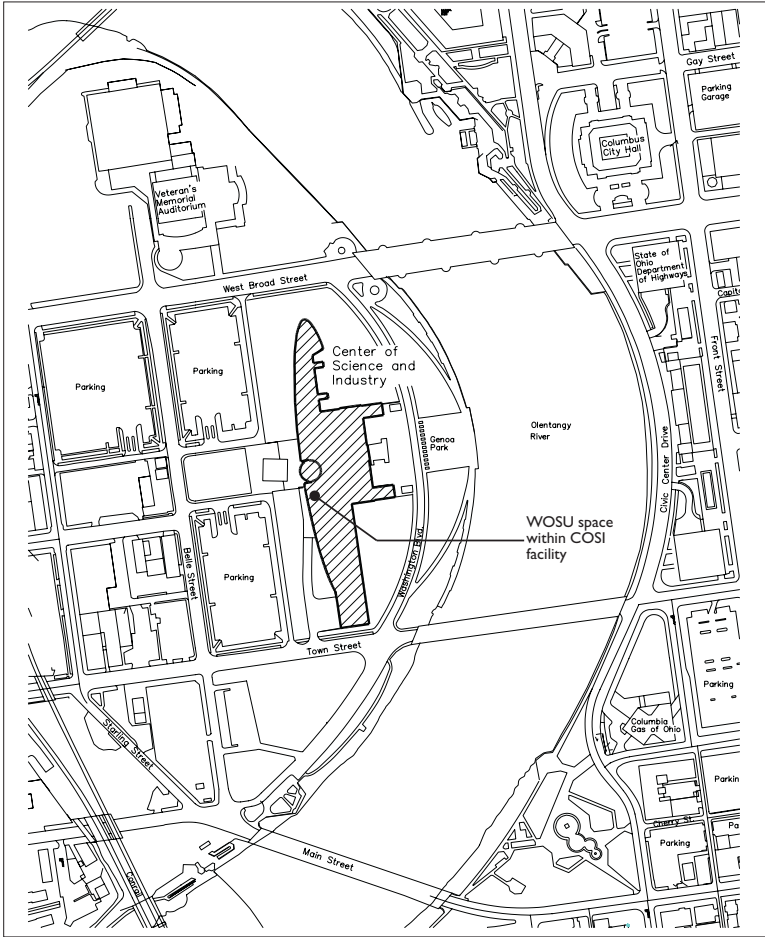 Gay Street
Parking
Garage
Columbus
City Hall
Veteran's
Memorial
Auditorium
State of
Ohio
Department
of Highways
West Broad Street
Capito
Front Street
Center of
Science and
Industry
Parking
Parking
Genoa
Park
Olentangy
River
Civic Center Drive
WOSU space
within COSI
facility
Washington Blvd.
Belle Street
Parking
Town Street
Parking
Starling Street
Columbia
Gas of Ohio
Parkin
Cherry St.
Parking
Pa
Main Street
Conrail